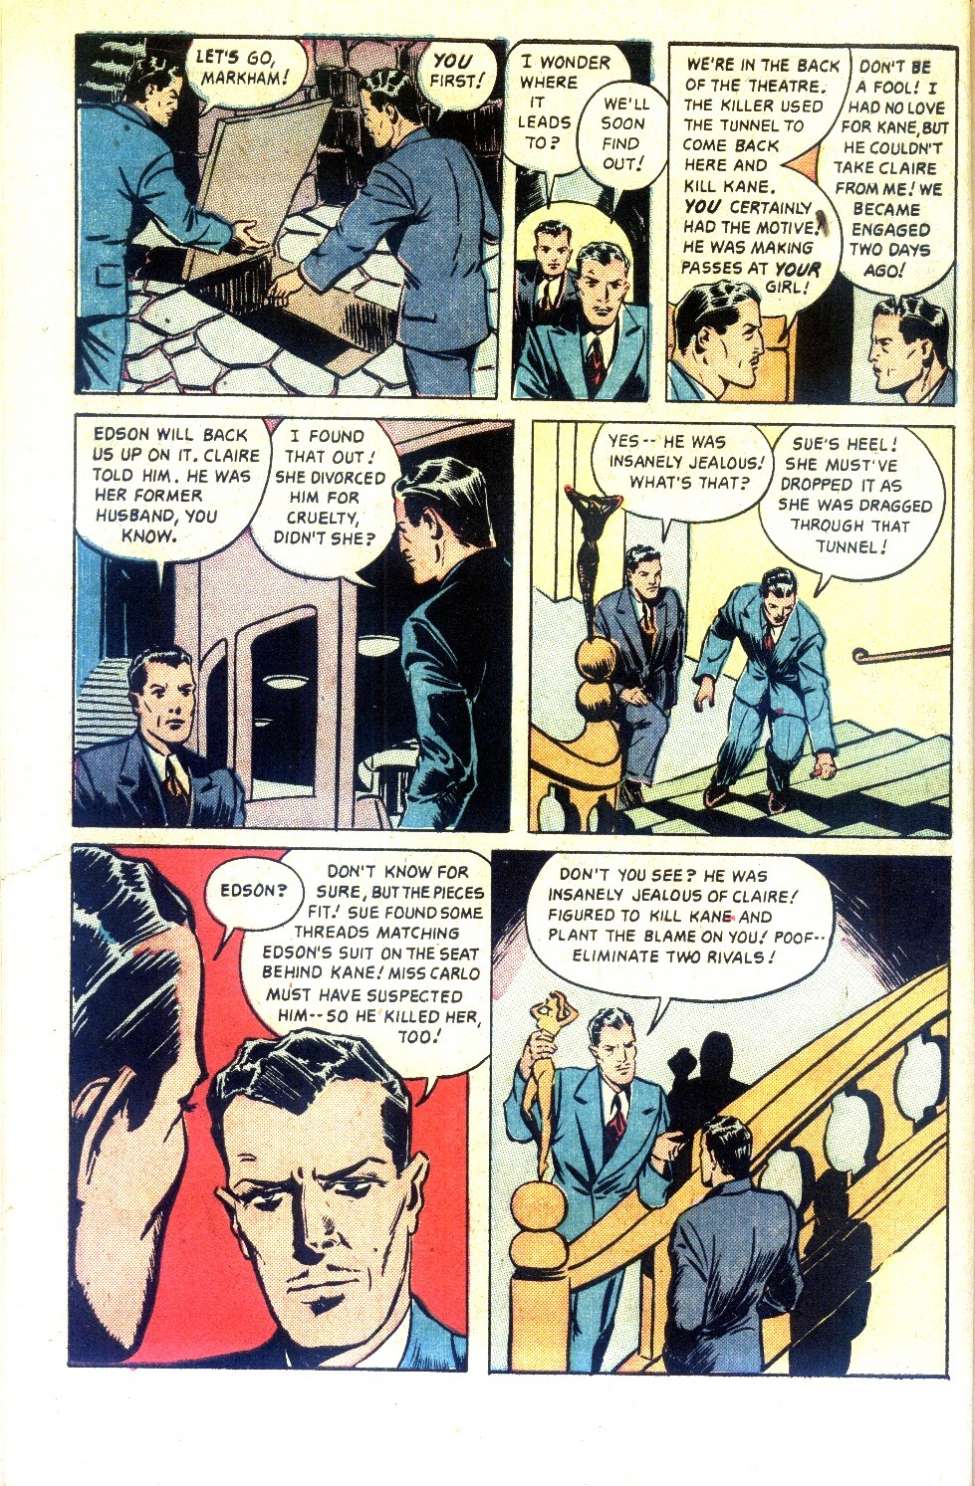 LET'S GO,
MARKHAM!
YOU
FIRST!
I WONDER
WHERE
IT
LEADS
TO?
WE'LL
SOON
FIND
OUT!
WE'RE IN THE BACK
OF THE THEATRE.
THE KILLER USED
THE TUNNEL TO
COME BACK
HERE AND
KILL KANE.
YOU CERTAINLY
HAD THE MOTIVE!
HE WAS MAKING
PASSES AT YOUR
GIRL!
DON'T BE
A FOOL! I
HAD NO LOVE
FOR KANE, BUT
HE COULDN'T
TAKE CLAIRE
FROM ME! WE
BECAME
ENGAGED
TWO DAYS
AGO!
EDSON WILL BACK
US UP ON IT. CLAIRE
TOLD HIM. HE WAS
HER FORMER
HUSBAND, YOU
KNOW.
I FOUND
THAT OUT!
SHE DIVORCED
HIM FOR
CRUELTY,
DIDN'T SHE?
YES-- HE WAS
INSANELY JEALOUS!
WHAT'S THAT?
SUE'S HEEL!
SHE MUST'VE
DROPPED IT AS
SHE WAS DRAGGED
THROUGH THAT
TUNNEL!
EDSON?
DON'T KNOW FOR
SURE, BUT THE PIECES
FIT! SUE FOUND SOME
THREADS MATCHING
EDSON'S SUIT ON THE SEAT
BEHIND KANE! MISS CARLO
MUST HAVE SUSPECTED
HIM-- SO HE KILLED HER,
TOO!
DON'T YOU SEE? HE WAS
INSANELY JEALOUS OF CLAIRE!
FIGURED TO KILL KANE AND
PLANT THE BLAME ON YOU! POOF--
ELIMINATE TWO RIVALS!